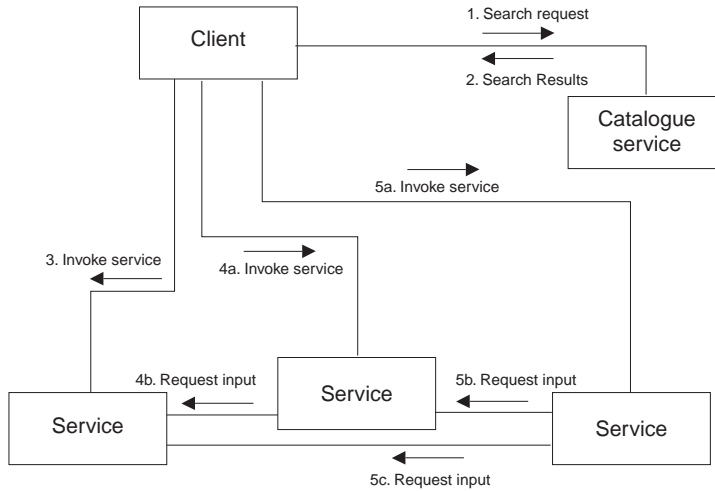 1. Search request
Client
2. Search Results
Catalogue
service
5a. Invoke service
3. Invoke service
4a. Invoke service
4b. Request input
Service
5b. Request input
Service
Service
5c. Request input